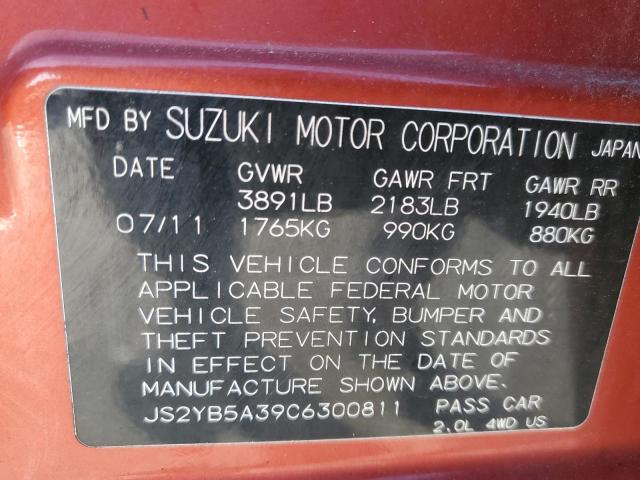 MFD BY SUZUKI MOTOR CORPORATION JAPAN
DATE GVWR GAWR FRT GAWR RR
3891LB 2183LB 1940LB
07/11 1765KG 990KG 880KG
THIS VEHICLE CONFORMS TO ALL
APPLICABLE FEDERAL MOTOR
VEHICLE SAFETY, BUMPER AND
THEFT PREVENTION STANDARDS
IN EFFECT ON THE DATE OF
MANUFACTURE SHOWN ABOVE.
JS2YB5A39C6300811 PASS CAR
2.0L 4WD US